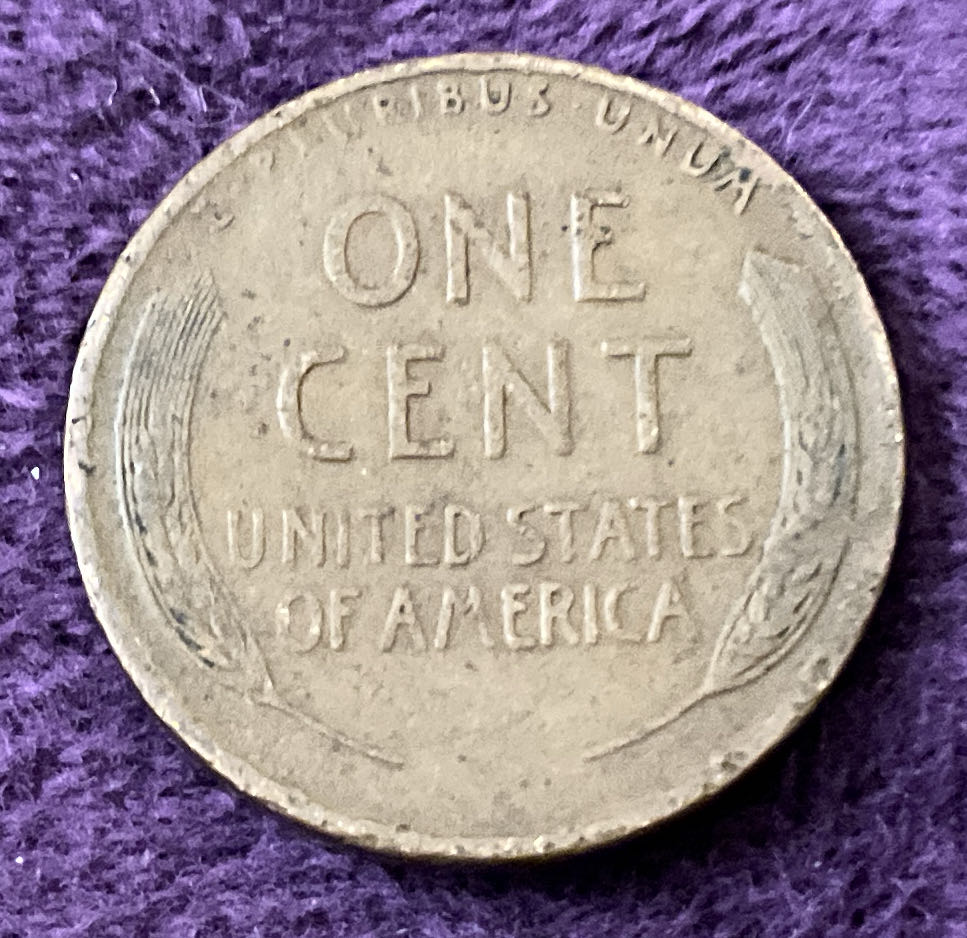 E PLURIBUS UNUM
ONE
CENT
UNITED STATES
OF AMERICA